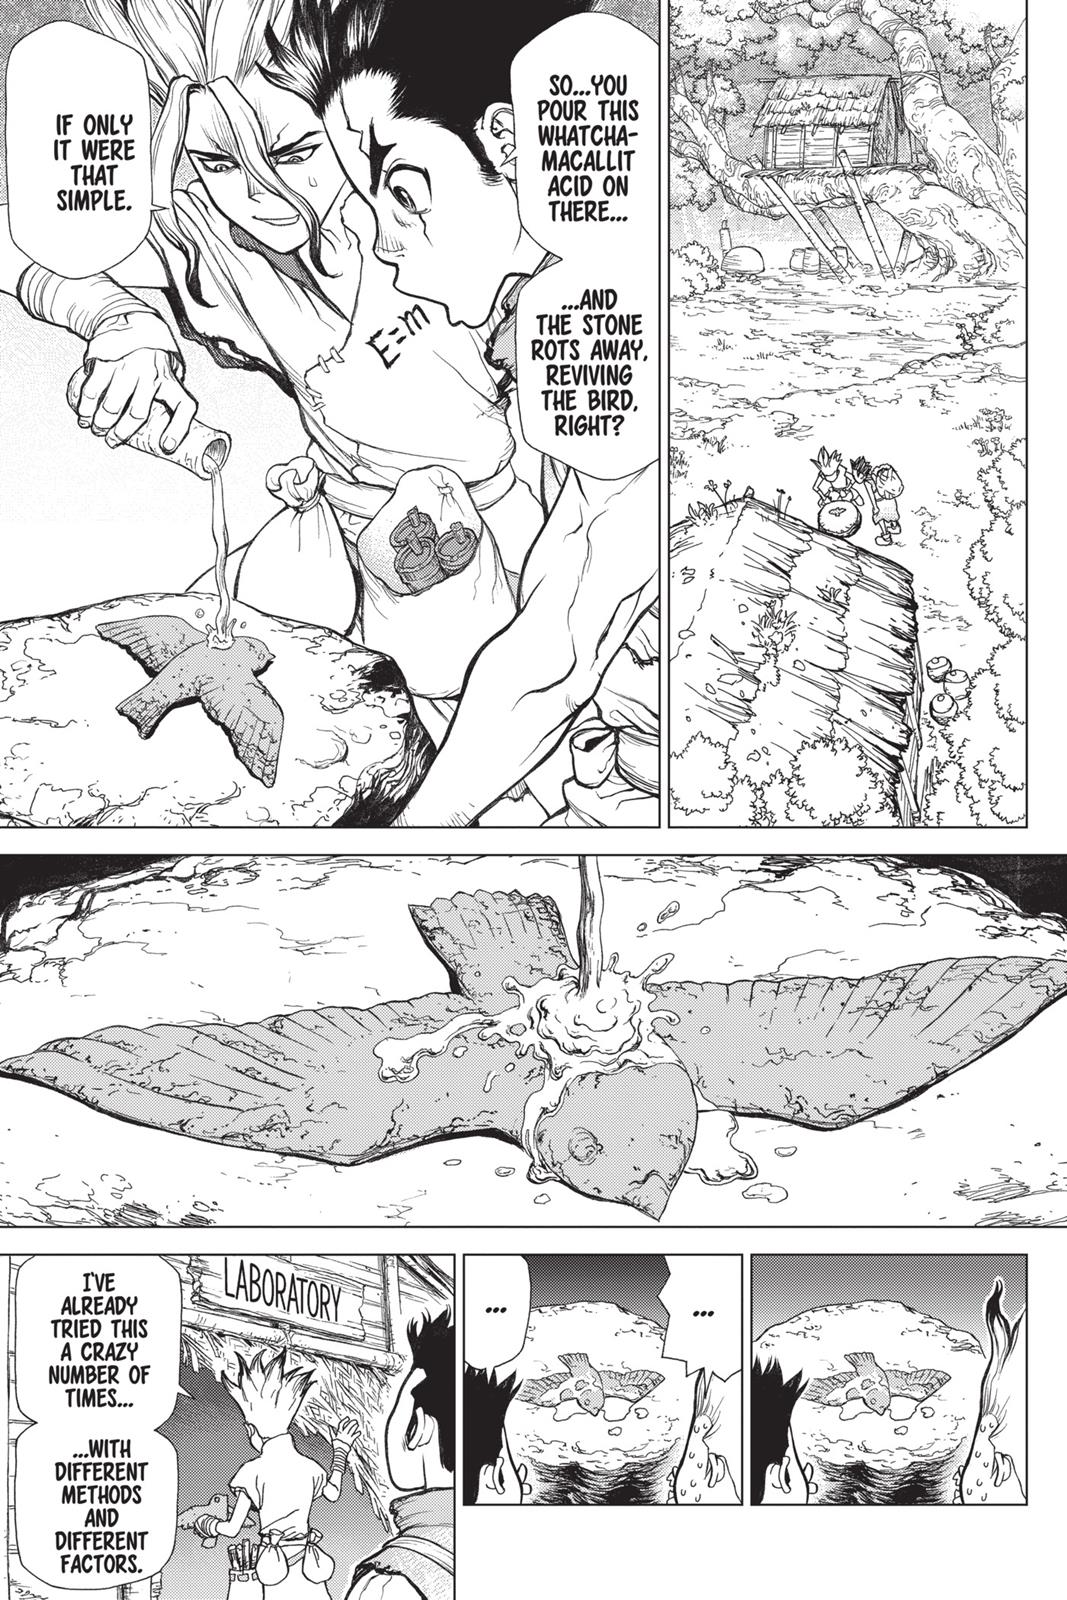 SO...YOU
POUR THIS
WHATCHA-
MACALLIT
ACID ON
THERE...
...AND
THE STONE
ROTS AWAY,
REVIVING
THE BIRD,
RIGHT?
IF ONLY
IT WERE
THAT
SIMPLE.
E=m
...
...
LABORATORY
I'VE
ALREADY
TRIED THIS
A CRAZY
NUMBER OF
TIMES...
...WITH
DIFFERENT
METHODS
AND
DIFFERENT
FACTORS.